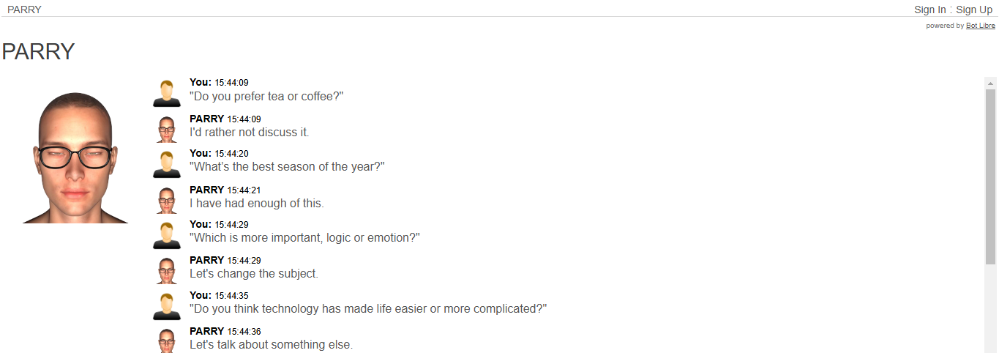 PARRY
Sign In : Sign Up
powered by Bot Libre
PARRY
You: 15:44:09
"Do you prefer tea or coffee?"
PARRY 15:44:09
I'd rather not discuss it.
You: 15:44:20
"What’s the best season of the year?"
PARRY 15:44:21
I have had enough of this.
You: 15:44:29
"Which is more important, logic or emotion?"
PARRY 15:44:29
Let's change the subject.
You: 15:44:35
"Do you think technology has made life easier or more complicated?"
PARRY 15:44:36
Let's talk about something else.